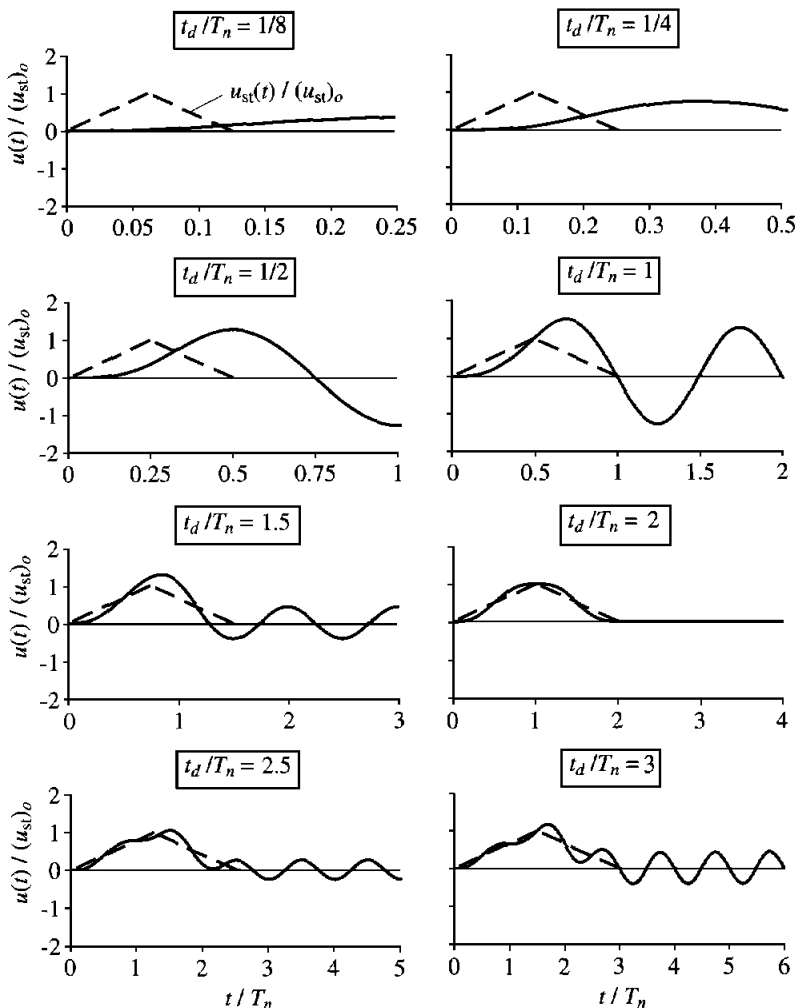 t_d /T_n = 1/8
t_d /T_n = 1/4
u(t) / (u_st)_o
2
1
0
-1
-2
u_st(t) / (u_st)_o
0 0.05 0.1 0.15 0.20 0.25
0 0.1 0.2 0.3 0.4 0.5
t_d /T_n = 1/2
t_d /T_n = 1
u(t) / (u_st)_o
2
1
0
-1
-2
0 0.25 0.5 0.75 1
0 0.5 1 1.5 2
t_d /T_n = 1.5
t_d /T_n = 2
u(t) / (u_st)_o
2
1
0
-1
-2
0 1 2 3
0 1 2 3 4
t_d /T_n = 2.5
t_d /T_n = 3
u(t) / (u_st)_o
2
1
0
-1
-2
0 1 2 3 4 5
0 1 2 3 4 5 6
t / T_n
t / T_n